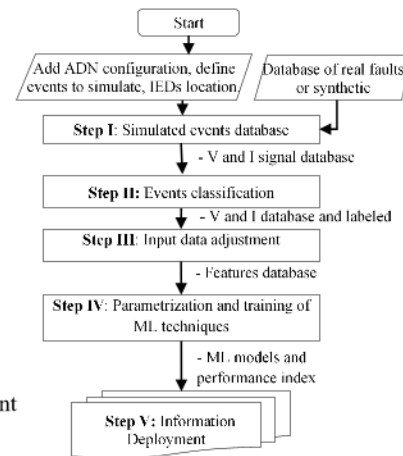 Start
Add ADN configuration, define
events to simulate, IEDs location
Database of real faults
or synthetic
Step I: Simulated events database
- V and I signal database
Step II: Events classification
- V and I database and labeled
Step III: Input data adjustment
- Features database
Step IV: Parametrization and training of
ML techniques
- ML models and
performance index
Step V: Information
Deployment